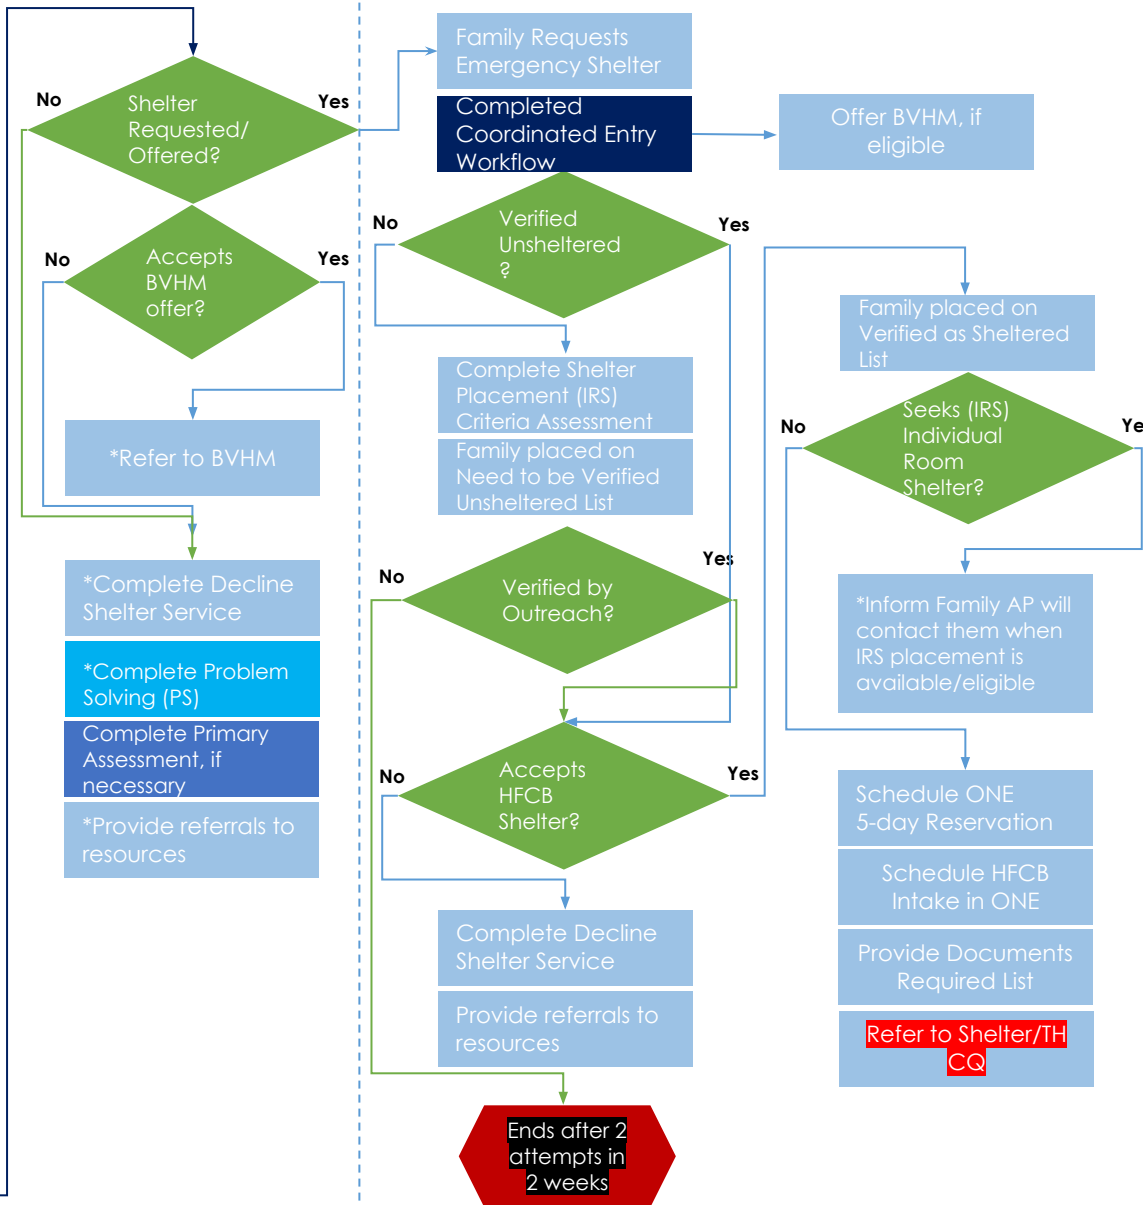 No
Shelter
Requested/
Offered?
Yes
No
Accepts
BVHM
offer?
Yes
*Refer to BVHM
*Complete Decline
Shelter Service
*Complete Problem
Solving (PS)
Complete Primary
Assessment, if
necessary
*Provide referrals to
resources
Family Requests
Emergency Shelter
Completed
Coordinated Entry
Workflow
Offer BVHM, if
eligible
No
Verified
Unsheltered
?
Yes
Complete Shelter
Placement (IRS)
Criteria Assessment
Family placed on
Need to be Verified
Unsheltered List
No
Verified by
Outreach?
Yes
No
Accepts
HFCB
Shelter?
Yes
Complete Decline
Shelter Service
Provide referrals to
resources
Ends after 2
attempts in
2 weeks
Family placed on
Verified as Sheltered
List
No
Seeks (IRS)
Individual
Room
Shelter?
Ye
*Inform Family AP will
contact them when
IRS placement is
available/eligible
Schedule ONE
5-day Reservation
Schedule HFCB
Intake in ONE
Provide Documents
Required List
Refer to Shelter/TH
CQ